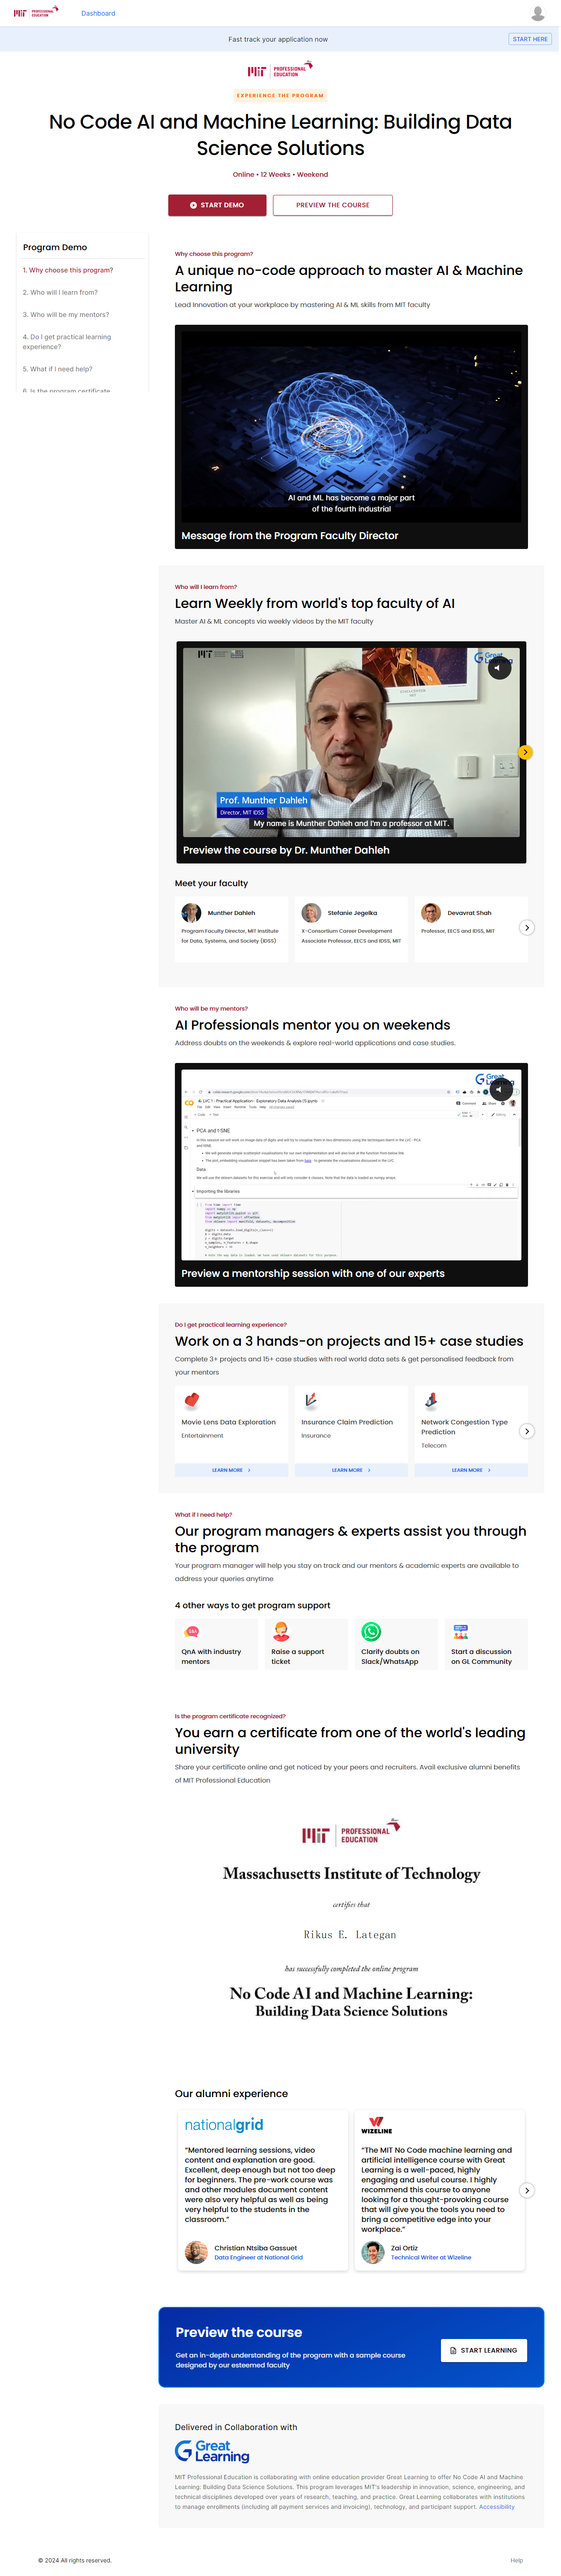 MIT PROFESSIONAL EDUCATION
Dashboard
Fast track your application now
START HERE
MIT PROFESSIONAL
EDUCATION
EXPERIENCE THE PROGRAM
No Code AI and Machine Learning: Building Data
Science Solutions
Online • 12 Weeks • Weekend
START DEMO
PREVIEW THE COURSE
Program Demo
1. Why choose this program?
2. Who will I learn from?
3. Who will be my mentors?
4. Do I get practical learning
experience?
5. What if I need help?
6. Is the program certificate
Why choose this program?
A unique no-code approach to master AI & Machine
Learning
Lead Innovation at your workplace by mastering AI & ML skills from MIT faculty
AI and ML has become a major part
of the fourth industrial
Message from the Program Faculty Director
Who will I learn from?
Learn Weekly from world's top faculty of AI
Master AI & ML concepts via weekly videos by the MIT faculty
Great
Learning
Prof. Munther Dahleh
Director, MIT IDSS
My name is Munther Dahleh and I'm a professor at MIT.
Preview the course by Dr. Munther Dahleh
Meet your faculty
Munther Dahleh
Program Faculty Director, MIT Institute
for Data, Systems, and Society (IDSS)
Stefanie Jegelka
X-Consortium Career Development
Associate Professor, EECS and IDSS, MIT
Devavrat Shah
Professor, EECS and IDSS, MIT
Who will be my mentors?
AI Professionals mentor you on weekends
Address doubts on the weekends & explore real-world applications and case studies.
PCA and t-SNE
Data
Importing the libraries
Preview a mentorship session with one of our experts
Do I get practical learning experience?
Work on a 3 hands-on projects and 15+ case studies
Complete 3+ projects and 15+ case studies with real world data sets & get personalised feedback from
your mentors
Movie Lens Data Exploration
Entertainment
LEARN MORE
Insurance Claim Prediction
Insurance
LEARN MORE
Network Congestion Type
Prediction
Telecom
LEARN MORE
What if I need help?
Our program managers & experts assist you through
the program
Your program manager will help you stay on track and our mentors & academic experts are available to
address your queries anytime
4 other ways to get program support
QnA with industry
mentors
Raise a support
ticket
Clarify doubts on
Slack/WhatsApp
Start a discussion
on GL Community
Is the program certificate recognized?
You earn a certificate from one of the world's leading
university
Share your certificate online and get noticed by your peers and recruiters. Avail exclusive alumni benefits
of MIT Professional Education
MIT PROFESSIONAL
EDUCATION
Massachusetts Institute of Technology
certifies that
Rikus E. Lategan
has successfully completed the online program
No Code AI and Machine Learning:
Building Data Science Solutions
Our alumni experience
nationalgrid
“Mentored learning sessions, video
content and explanation are good.
Excellent, deep enough but not too deep
for beginners. The pre-work course was
and other modules document content
were also very helpful as well as being
very helpful to the students in the
classroom.”
Christian Ntsiba Gassuet
Data Engineer at National Grid
WIZELINE
“The MIT No Code machine learning and
artificial intelligence course with Great
Learning is a well-paced, highly
engaging and useful course. I highly
recommend this course to anyone
looking for a thought-provoking course
that will give you the tools you need to
bring a competitive edge into your
workplace.”
Zai Ortiz
Technical Writer at Wizeline
Preview the course
Get an in-depth understanding of the program with a sample course
designed by our esteemed faculty
START LEARNING
Delivered in Collaboration with
Great
Learning
MIT Professional Education is collaborating with online education provider Great Learning to offer No Code AI and Machine
Learning: Building Data Science Solutions. This program leverages MIT's leadership in innovation, science, engineering, and
technical disciplines developed over years of research, teaching, and practice. Great Learning collaborates with institutions
to manage enrollments (including all payment services and invoicing), technology, and participant support. Accessibility
© 2024 All rights reserved.
Help